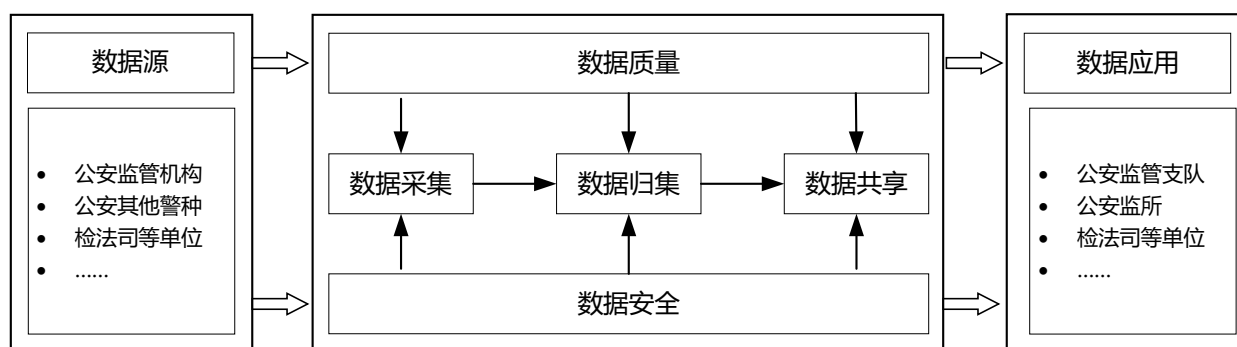 数据源
公安监管机构
公安其他警种
检法司等单位
......
数据质量
数据采集
数据归集
数据共享
数据安全
数据应用
公安监管支队
公安监所
检法司等单位
......